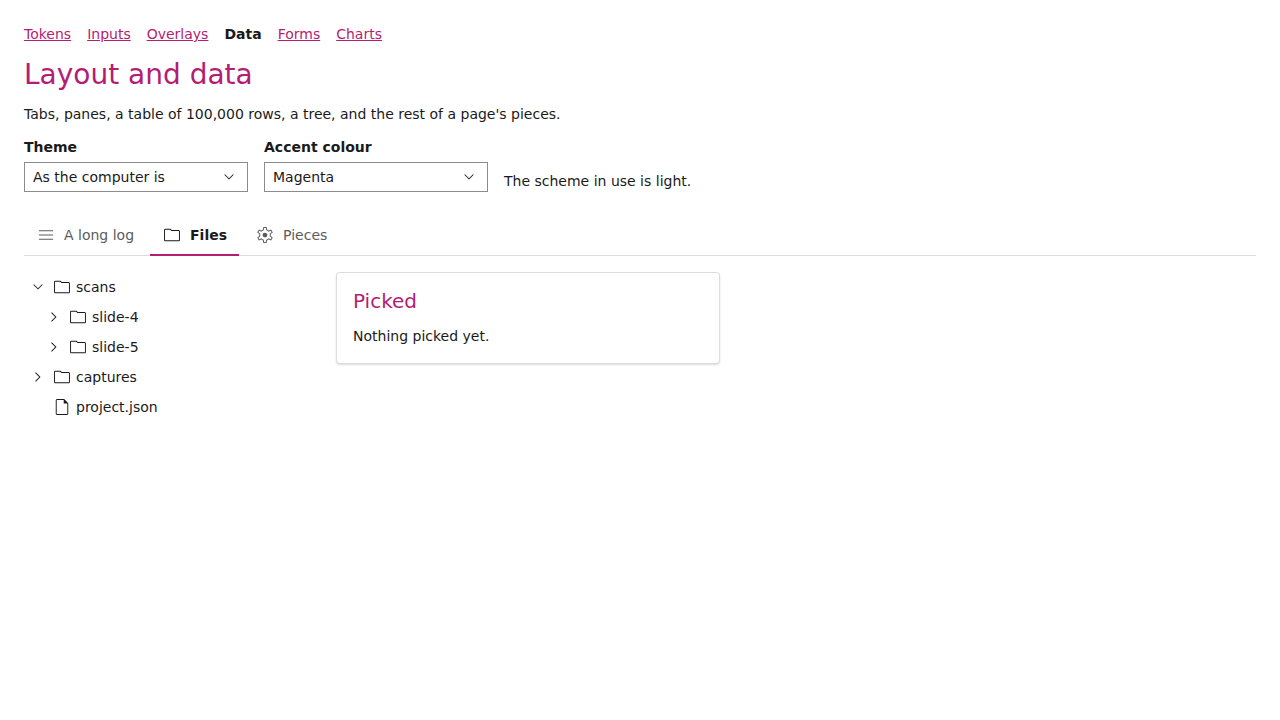 Tokens Inputs Overlays Data Forms Charts
Layout and data
Tabs, panes, a table of 100,000 rows, a tree, and the rest of a page's pieces.
Theme Accent colour
As the computer is Magenta The scheme in use is light.
A long log Files Pieces
scans
slide-4
slide-5
captures
project.json
Picked
Nothing picked yet.